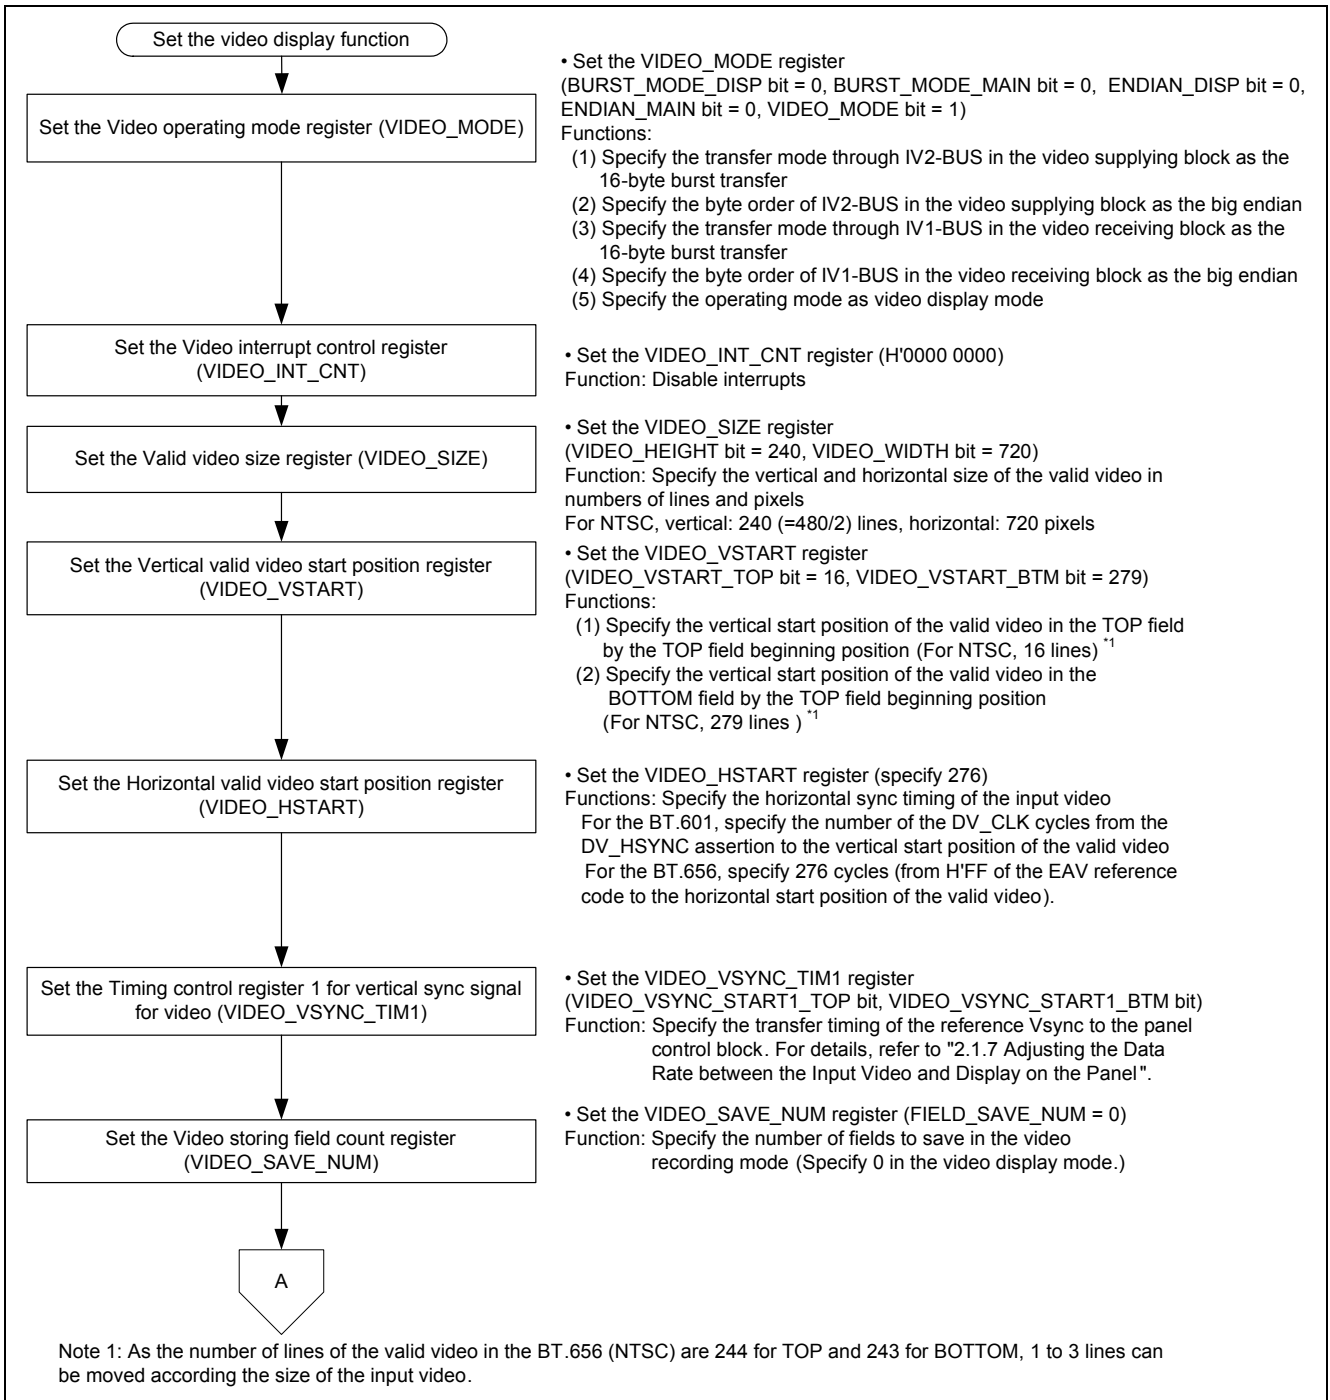 Set the video display function
Set the Video operating mode register (VIDEO_MODE)
• Set the VIDEO_MODE register
(BURST_MODE_DISP bit = 0, BURST_MODE_MAIN bit = 0,  ENDIAN_DISP bit = 0,
ENDIAN_MAIN bit = 0, VIDEO_MODE bit = 1)
Functions:
(1) Specify the transfer mode through IV2-BUS in the video supplying block as the
16-byte burst transfer
(2) Specify the byte order of IV2-BUS in the video supplying block as the big endian
(3) Specify the transfer mode through IV1-BUS in the video receiving block as the
16-byte burst transfer
(4) Specify the byte order of IV1-BUS in the video receiving block as the big endian
(5) Specify the operating mode as video display mode
Set the Video interrupt control register
(VIDEO_INT_CNT)
• Set the VIDEO_INT_CNT register (H'0000 0000)
Function: Disable interrupts
Set the Valid video size register (VIDEO_SIZE)
• Set the VIDEO_SIZE register
(VIDEO_HEIGHT bit = 240, VIDEO_WIDTH bit = 720)
Function: Specify the vertical and horizontal size of the valid video in
numbers of lines and pixels
For NTSC, vertical: 240 (=480/2) lines, horizontal: 720 pixels
Set the Vertical valid video start position register
(VIDEO_VSTART)
• Set the VIDEO_VSTART register
(VIDEO_VSTART_TOP bit = 16, VIDEO_VSTART_BTM bit = 279)
Functions:
(1) Specify the vertical start position of the valid video in the TOP field
by the TOP field beginning position (For NTSC, 16 lines) *1
(2) Specify the vertical start position of the valid video in the
BOTTOM field by the TOP field beginning position
(For NTSC, 279 lines ) *1
Set the Horizontal valid video start position register
(VIDEO_HSTART)
• Set the VIDEO_HSTART register (specify 276)
Functions: Specify the horizontal sync timing of the input video
For the BT.601, specify the number of the DV_CLK cycles from the
DV_HSYNC assertion to the vertical start position of the valid video
For the BT.656, specify 276 cycles (from H'FF of the EAV reference
code to the horizontal start position of the valid video).
Set the Timing control register 1 for vertical sync signal
for video (VIDEO_VSYNC_TIM1)
• Set the VIDEO_VSYNC_TIM1 register
(VIDEO_VSYNC_START1_TOP bit, VIDEO_VSYNC_START1_BTM bit)
Function: Specify the transfer timing of the reference Vsync to the panel
control block. For details, refer to "2.1.7 Adjusting the Data
Rate between the Input Video and Display on the Panel".
Set the Video storing field count register
(VIDEO_SAVE_NUM)
• Set the VIDEO_SAVE_NUM register (FIELD_SAVE_NUM = 0)
Function: Specify the number of fields to save in the video
recording mode (Specify 0 in the video display mode.)
A
Note 1: As the number of lines of the valid video in the BT.656 (NTSC) are 244 for TOP and 243 for BOTTOM, 1 to 3 lines can
be moved according the size of the input video.